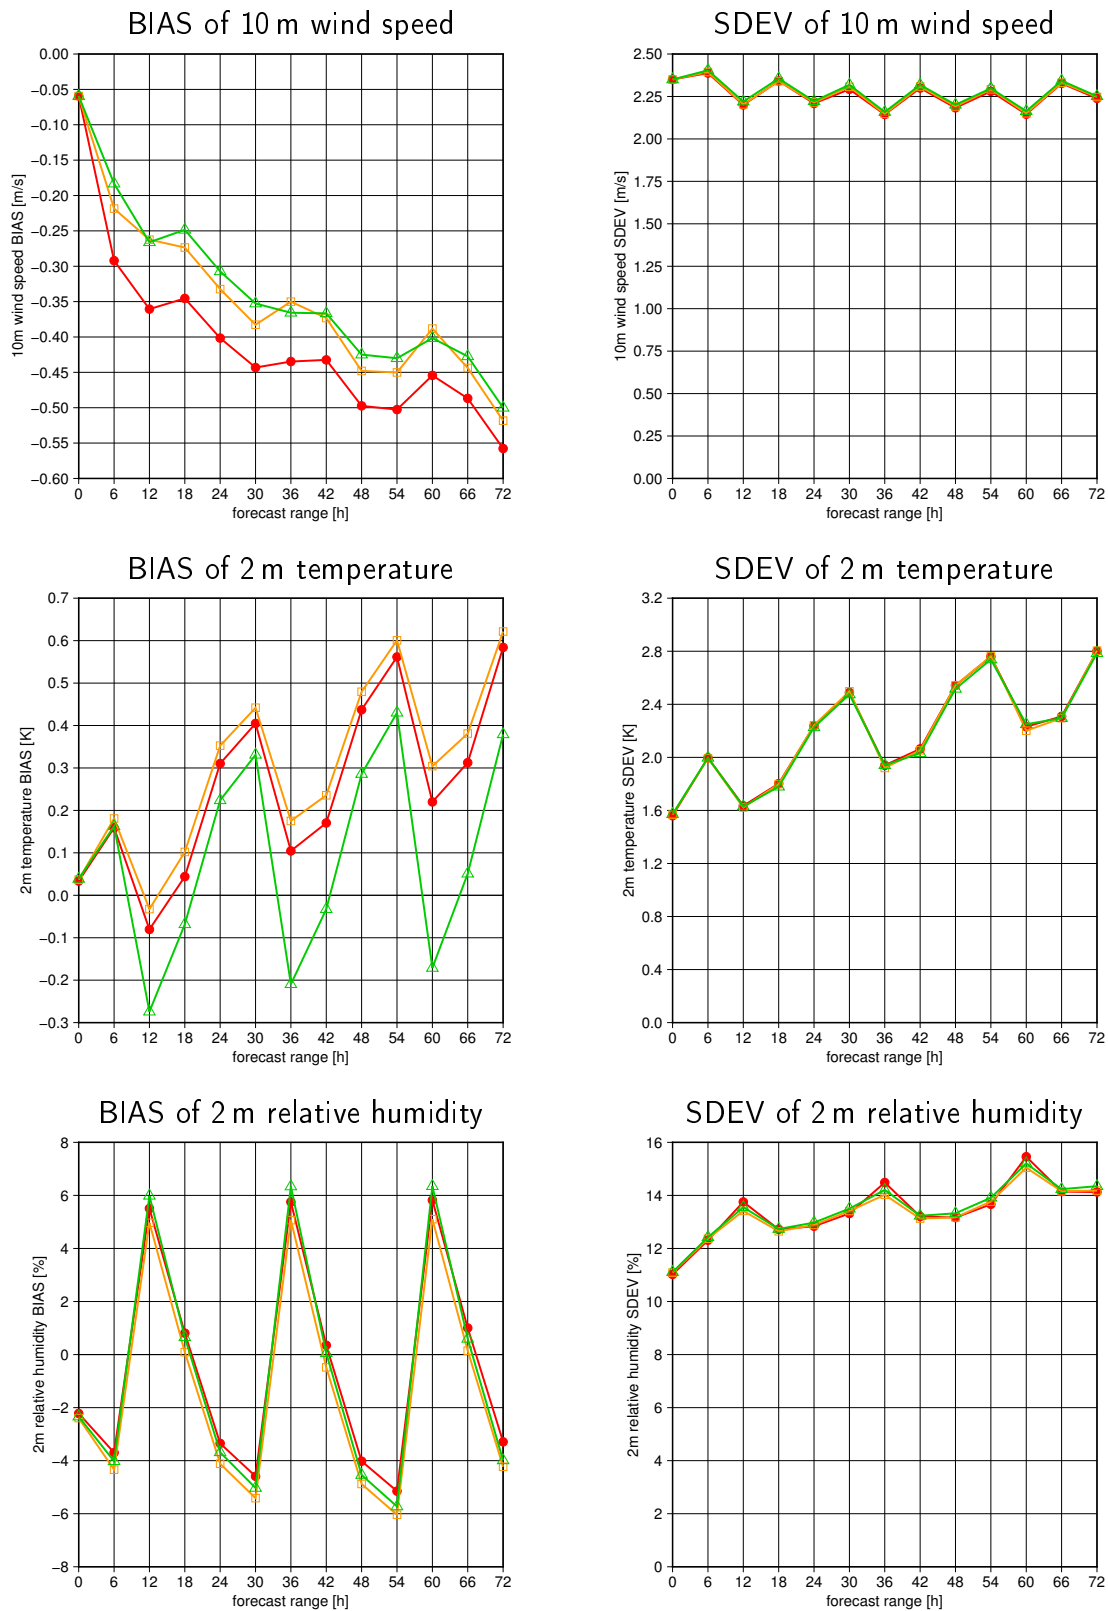 BIAS of 10 m wind speed
0.00
−0.05
−0.10
−0.15
−0.20
−0.25
−0.30
−0.35
−0.40
−0.45
−0.50
−0.55
−0.60
10m wind speed BIAS [m/s]
0 6 12 18 24 30 36 42 48 54 60 66 72
forecast range [h]
SDEV of 10 m wind speed
2.50
2.25
2.00
1.75
1.50
1.25
1.00
0.75
0.50
0.25
0.00
10m wind speed SDEV [m/s]
0 6 12 18 24 30 36 42 48 54 60 66 72
forecast range [h]
BIAS of 2 m temperature
0.7
0.6
0.5
0.4
0.3
0.2
0.1
0.0
−0.1
−0.2
−0.3
2m temperature BIAS [K]
0 6 12 18 24 30 36 42 48 54 60 66 72
forecast range [h]
SDEV of 2 m temperature
3.2
2.8
2.4
2.0
1.6
1.2
0.8
0.4
0.0
2m temperature SDEV [K]
0 6 12 18 24 30 36 42 48 54 60 66 72
forecast range [h]
BIAS of 2 m relative humidity
8
6
4
2
0
−2
−4
−6
−8
2m relative humidity BIAS [%]
0 6 12 18 24 30 36 42 48 54 60 66 72
forecast range [h]
SDEV of 2 m relative humidity
16
14
12
10
8
6
4
2
0
2m relative humidity SDEV [%]
0 6 12 18 24 30 36 42 48 54 60 66 72
forecast range [h]